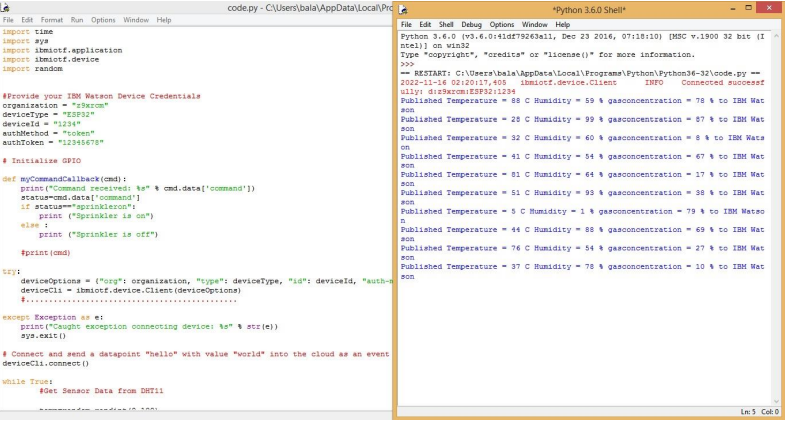 code.py - C:\Users\bala\AppData\Local\Pro
File Edit Format Run Options Window Help
import time
import sys
import ibmiotf.application
import ibmiotf.device
import random
#Provide your IBM Watson Device Credentials
organization = "z9xrcm"
deviceType = "ESP32"
deviceId = "1234"
authMethod = "token"
authToken = "12345678"
# Initialize GPIO
def myCommandCallback(cmd):
print("Command received: %s" % cmd.data['command'])
status=cmd.data['command']
if status=="sprinkleron":
print ("Sprinkler is on")
else :
print ("Sprinkler is off")
#print(cmd)
try:
deviceOptions = {"org": organization, "type": deviceType, "id": deviceId, "auth-m
deviceCli = ibmiotf.device.Client(deviceOptions)
#..............................................
except Exception as e:
print("Caught exception connecting device: %s" % str(e))
sys.exit()
# Connect and send a datapoint "hello" with value "world" into the cloud as an event
deviceCli.connect()
while True:
#Get Sensor Data from DHT11
*Python 3.6.0 Shell*
File Edit Shell Debug Options Window Help
Python 3.6.0 (v3.6.0:41df79263a11, Dec 23 2016, 07:18:10) [MSC v.1900 32 bit (I
ntel)] on win32
Type "copyright", "credits" or "license()" for more information.
>>>
== RESTART: C:\Users\bala\AppData\Local\Programs\Python\Python36-32\code.py ==
2022-11-16 02:20:17,405 ibmiotf.device.Client INFO Connected successf
ully: d:z9xrcm:ESP32:1234
Published Temperature = 88 C Humidity = 59 % gasconcentration = 78 % to IBM Wat
son
Published Temperature = 28 C Humidity = 99 % gasconcentration = 87 % to IBM Wat
son
Published Temperature = 32 C Humidity = 60 % gasconcentration = 8 % to IBM Wats
on
Published Temperature = 41 C Humidity = 54 % gasconcentration = 67 % to IBM Wat
son
Published Temperature = 81 C Humidity = 64 % gasconcentration = 17 % to IBM Wat
son
Published Temperature = 51 C Humidity = 93 % gasconcentration = 38 % to IBM Wat
son
Published Temperature = 5 C Humidity = 1 % gasconcentration = 79 % to IBM Watso
n
Published Temperature = 44 C Humidity = 88 % gasconcentration = 69 % to IBM Wat
son
Published Temperature = 76 C Humidity = 54 % gasconcentration = 27 % to IBM Wat
son
Published Temperature = 37 C Humidity = 78 % gasconcentration = 10 % to IBM Wat
son
Ln: 5 Col: 0